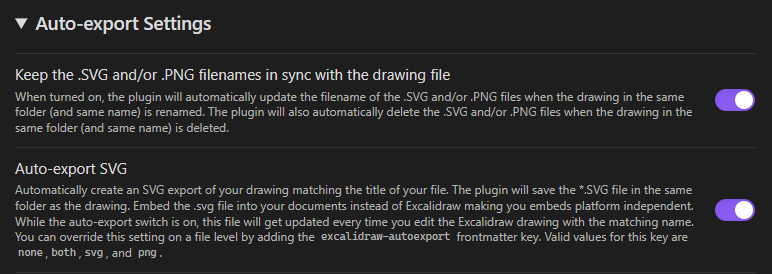 Auto-export Settings
Keep the .SVG and/or .PNG filenames in sync with the drawing file
When turned on, the plugin will automatically update the filename of the .SVG and/or .PNG files when the drawing in the same
folder (and same name) is renamed. The plugin will also automatically delete the .SVG and/or .PNG files when the drawing in the
same folder (and same name) is deleted.
Auto-export SVG
Automatically create an SVG export of your drawing matching the title of your file. The plugin will save the *.SVG file in the same
folder as the drawing. Embed the .svg file into your documents instead of Excalidraw making you embeds platform independent.
While the auto-export switch is on, this file will get updated every time you edit the Excalidraw drawing with the matching name.
You can override this setting on a file level by adding the excalidraw-autoexport frontmatter key. Valid values for this key are
none, both, svg, and png.